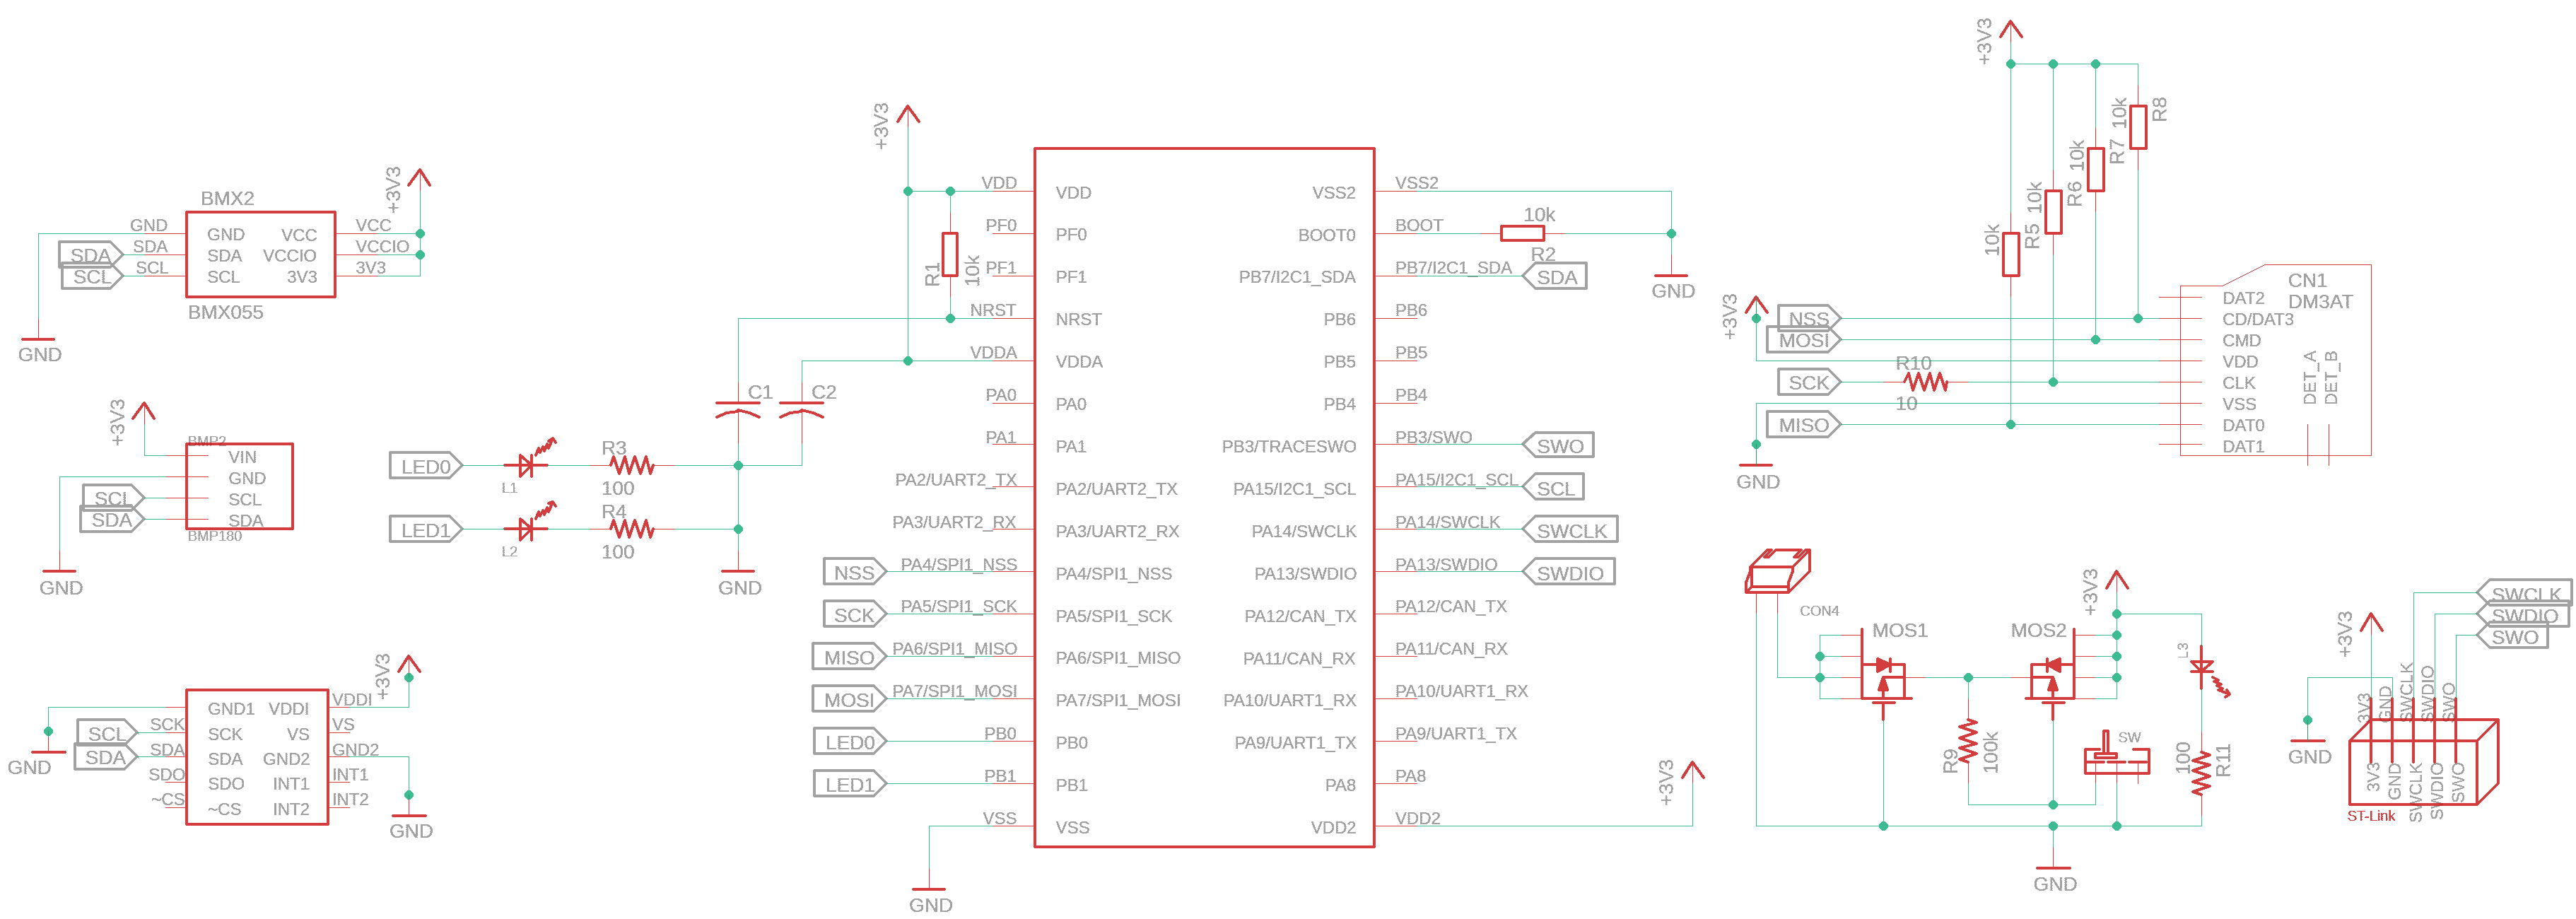 BMX2
+3V3
GND
SDA
SCL
GND
SDA
SCL
GND
SDA
SCL
VCC
VCCIO
3V3
VCC
VCCIO
3V3
BMX055
GND
+3V3
BMP2
VIN
GND
SCL
SDA
SCL
SDA
BMP180
GND
+3V3
GND1
SCK
SDA
SDO
~CS
VDDI
VS
GND2
INT1
INT2
SCK
SDA
SDO
~CS
VDDI
VS
GND2
INT1
INT2
SCL
SDA
GND
GND
LED0
L1
R3
100
LED1
L2
R4
100
C1
C2
GND
+3V3
R1
10k
VDD
PF0
PF1
NRST
VDDA
PA0
PA1
PA2/UART2_TX
PA3/UART2_RX
PA4/SPI1_NSS
PA5/SPI1_SCK
PA6/SPI1_MISO
PA7/SPI1_MOSI
PB0
PB1
VSS
NSS
SCK
MISO
MOSI
LED0
LED1
GND
VDD
PF0
PF1
NRST
VDDA
PA0
PA1
PA2/UART2_TX
PA3/UART2_RX
PA4/SPI1_NSS
PA5/SPI1_SCK
PA6/SPI1_MISO
PA7/SPI1_MOSI
PB0
PB1
VSS
VSS2
BOOT0
PB7/I2C1_SDA
PB6
PB5
PB4
PB3/TRACESWO
PA15/I2C1_SCL
PA14/SWCLK
PA13/SWDIO
PA12/CAN_TX
PA11/CAN_RX
PA10/UART1_RX
PA9/UART1_TX
PA8
VDD2
VSS2
BOOT
PB7/I2C1_SDA
PB6
PB5
PB4
PB3/SWO
PA15/I2C1_SCL
PA14/SWCLK
PA13/SWDIO
PA12/CAN_TX
PA11/CAN_RX
PA10/UART1_RX
PA9/UART1_TX
PA8
VDD2
10k
R2
SDA
SWO
SCL
SWCLK
SWDIO
GND
+3V3
+3V3
10k
R5
10k
R6
10k
R7
10k
R8
+3V3
NSS
MOSI
SCK
MISO
R10
10
GND
CN1
DM3AT
DAT2
CD/DAT3
CMD
VDD
CLK
VSS
DAT0
DAT1
DET_A
DET_B
CON4
MOS1
MOS2
+3V3
R9
100k
SW
L3
100
R11
GND
+3V3
SWCLK
SWDIO
SWO
3V3
GND
SWCLK
SWDIO
SWO
3V3
GND
SWCLK
SWDIO
SWO
ST-Link
GND